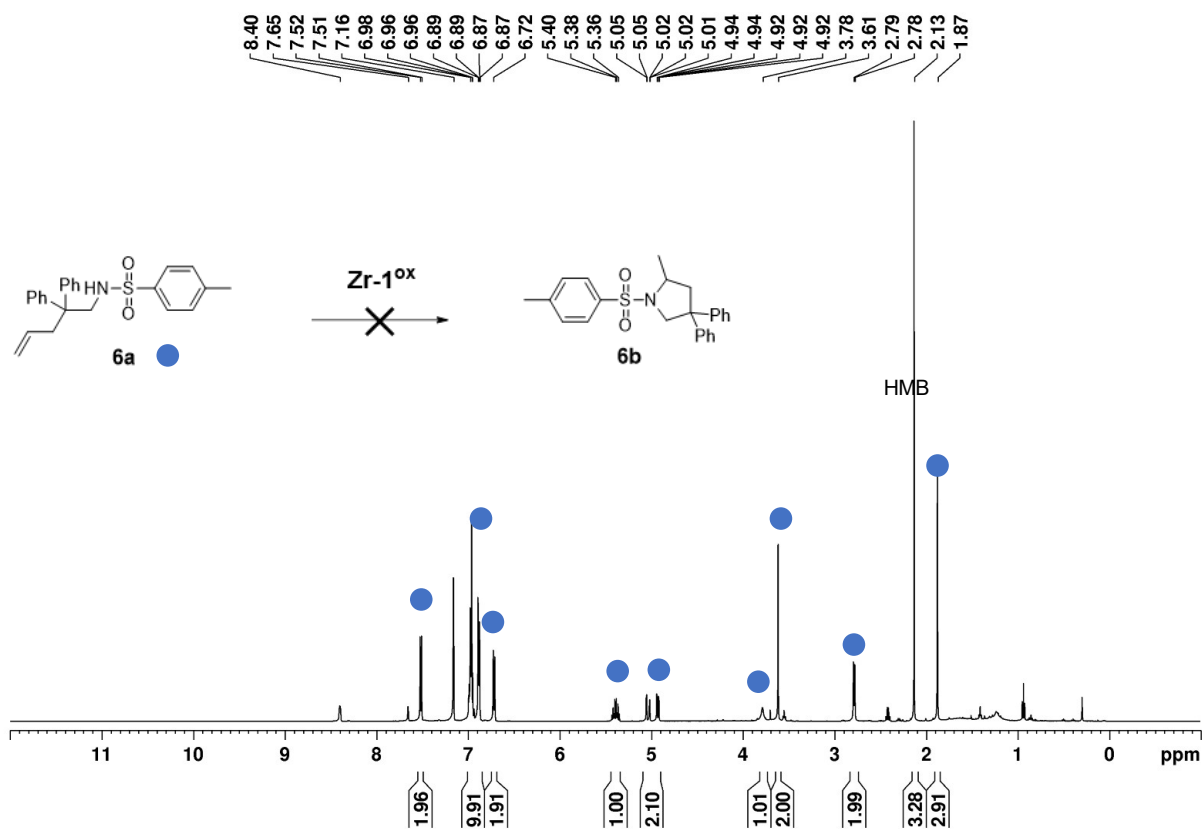 8.40
7.65
7.52
7.51
7.16
6.98
6.96
6.96
6.89
6.89
6.87
6.87
6.72
5.40
5.38
5.36
5.05
5.05
5.02
5.02
5.01
4.94
4.94
4.92
4.92
4.92
3.78
3.61
2.79
2.78
2.13
1.87
Ph
Ph
HN
O
S
O
6a
Zr-1ox
O
S
O
N
Ph
Ph
6b
HMB
11 10 9 8 7 6 5 4 3 2 1 0 ppm
1.96
9.91
1.91
1.00
2.10
1.01
2.00
1.99
3.28
2.91